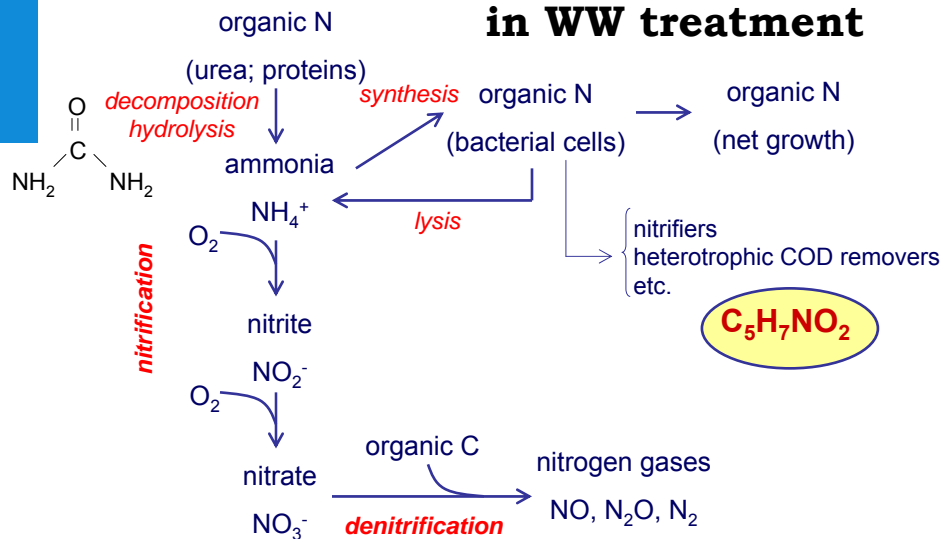 in WW treatment
organic N
(urea; proteins)
decomposition
hydrolysis
synthesis
organic N
(bacterial cells)
organic N
(net growth)
O
C
NH₂ NH₂
ammonia
NH₄⁺
lysis
O₂
nitrifiers
heterotrophic COD removers
etc.
C₅H₇NO₂
nitrification
nitrite
NO₂⁻
O₂
nitrate
NO₃⁻
organic C
denitrification
nitrogen gases
NO, N₂O, N₂